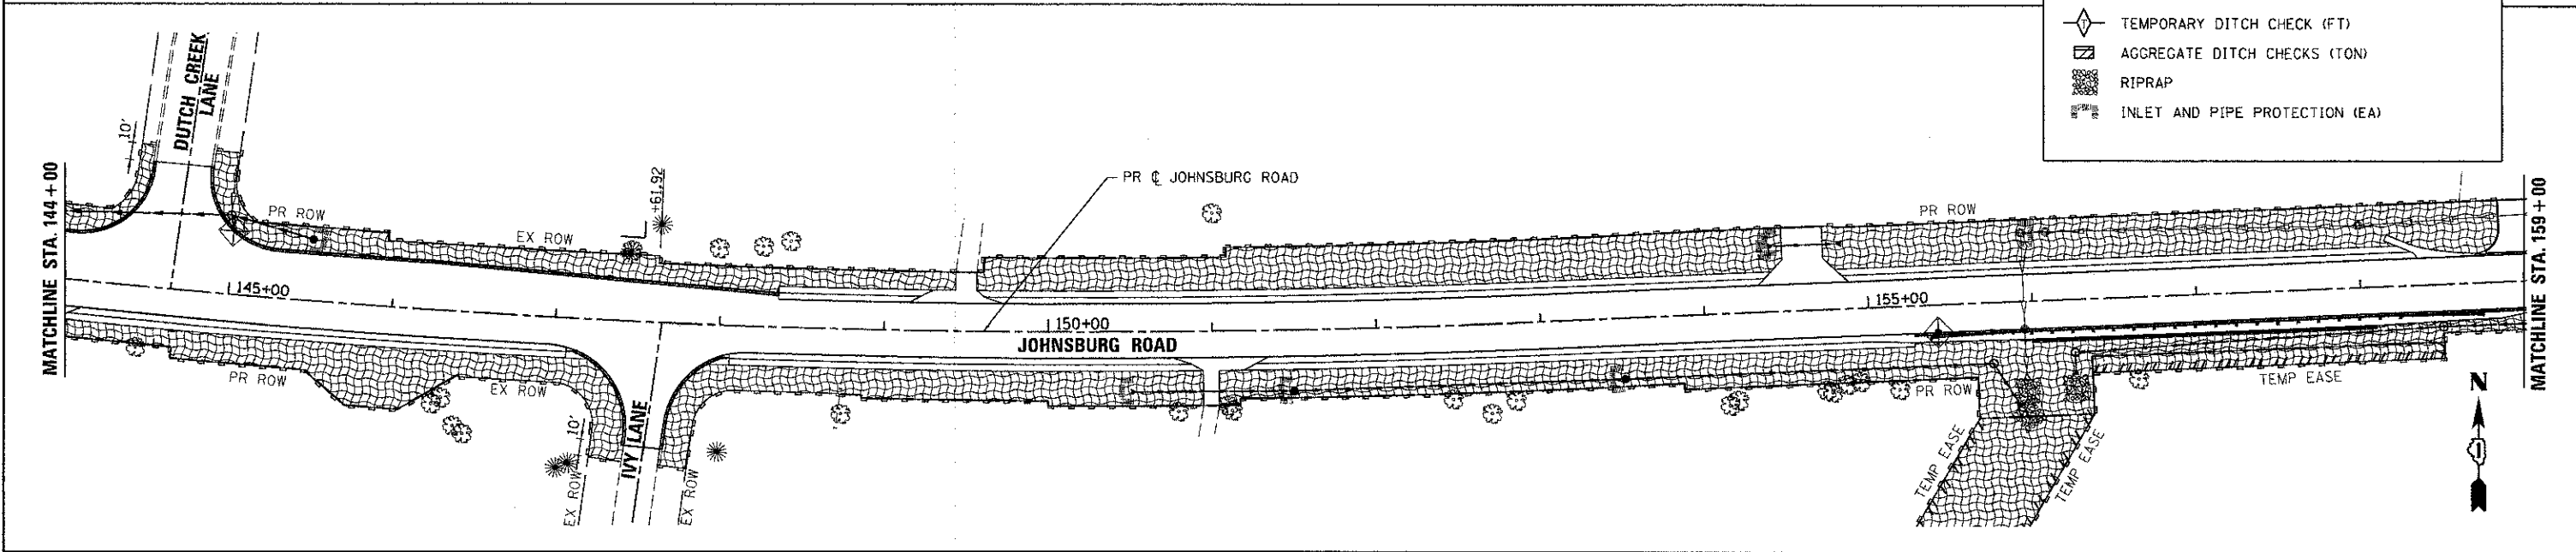 TEMPORARY DITCH CHECK (FT)
AGGREGATE DITCH CHECKS (TON)
RIPRAP
INLET AND PIPE PROTECTION (EA)
DUTCH CREEK
LANE
10'
MATCHLINE STA. 144+00
PR ROW
EX ROW
+61.92
PR ℄ JOHNSBURG ROAD
PR ROW
MATCHLINE STA. 159+00
145+00
150+00
155+00
JOHNSBURG ROAD
PR ROW
EX ROW
10'
IVY LANE
EX ROW
EX ROW
PR ROW
TEMP EASE
TEMP EASE
TEMP EASE
N